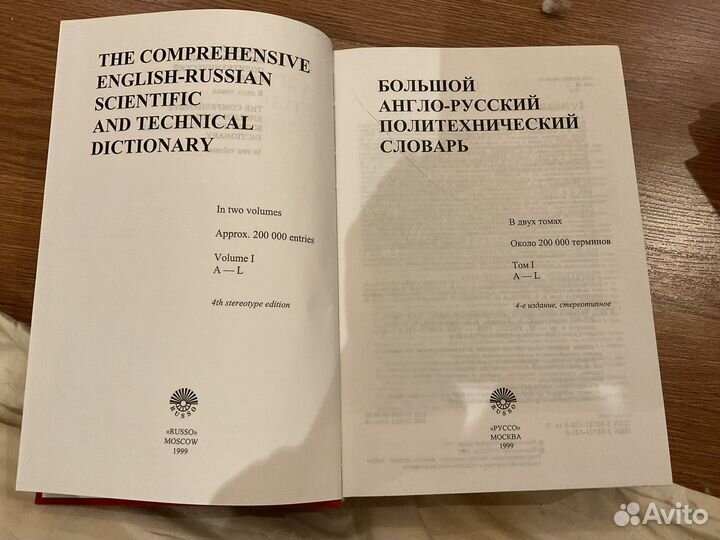 THE COMPREHENSIVE
ENGLISH-RUSSIAN
SCIENTIFIC
AND TECHNICAL
DICTIONARY
In two volumes
Approx. 200 000 entries
Volume I
A — L
4th stereotype edition
RUSSO
«RUSSO»
MOSCOW
1999
БОЛЬШОЙ
АНГЛО-РУССКИЙ
ПОЛИТЕХНИЧЕСКИЙ
СЛОВАРЬ
В двух томах
Около 200 000 терминов
Том I
A — L
4-е издание, стереотипное
RUSSO
«РУССО»
МОСКВА
1999
Avito